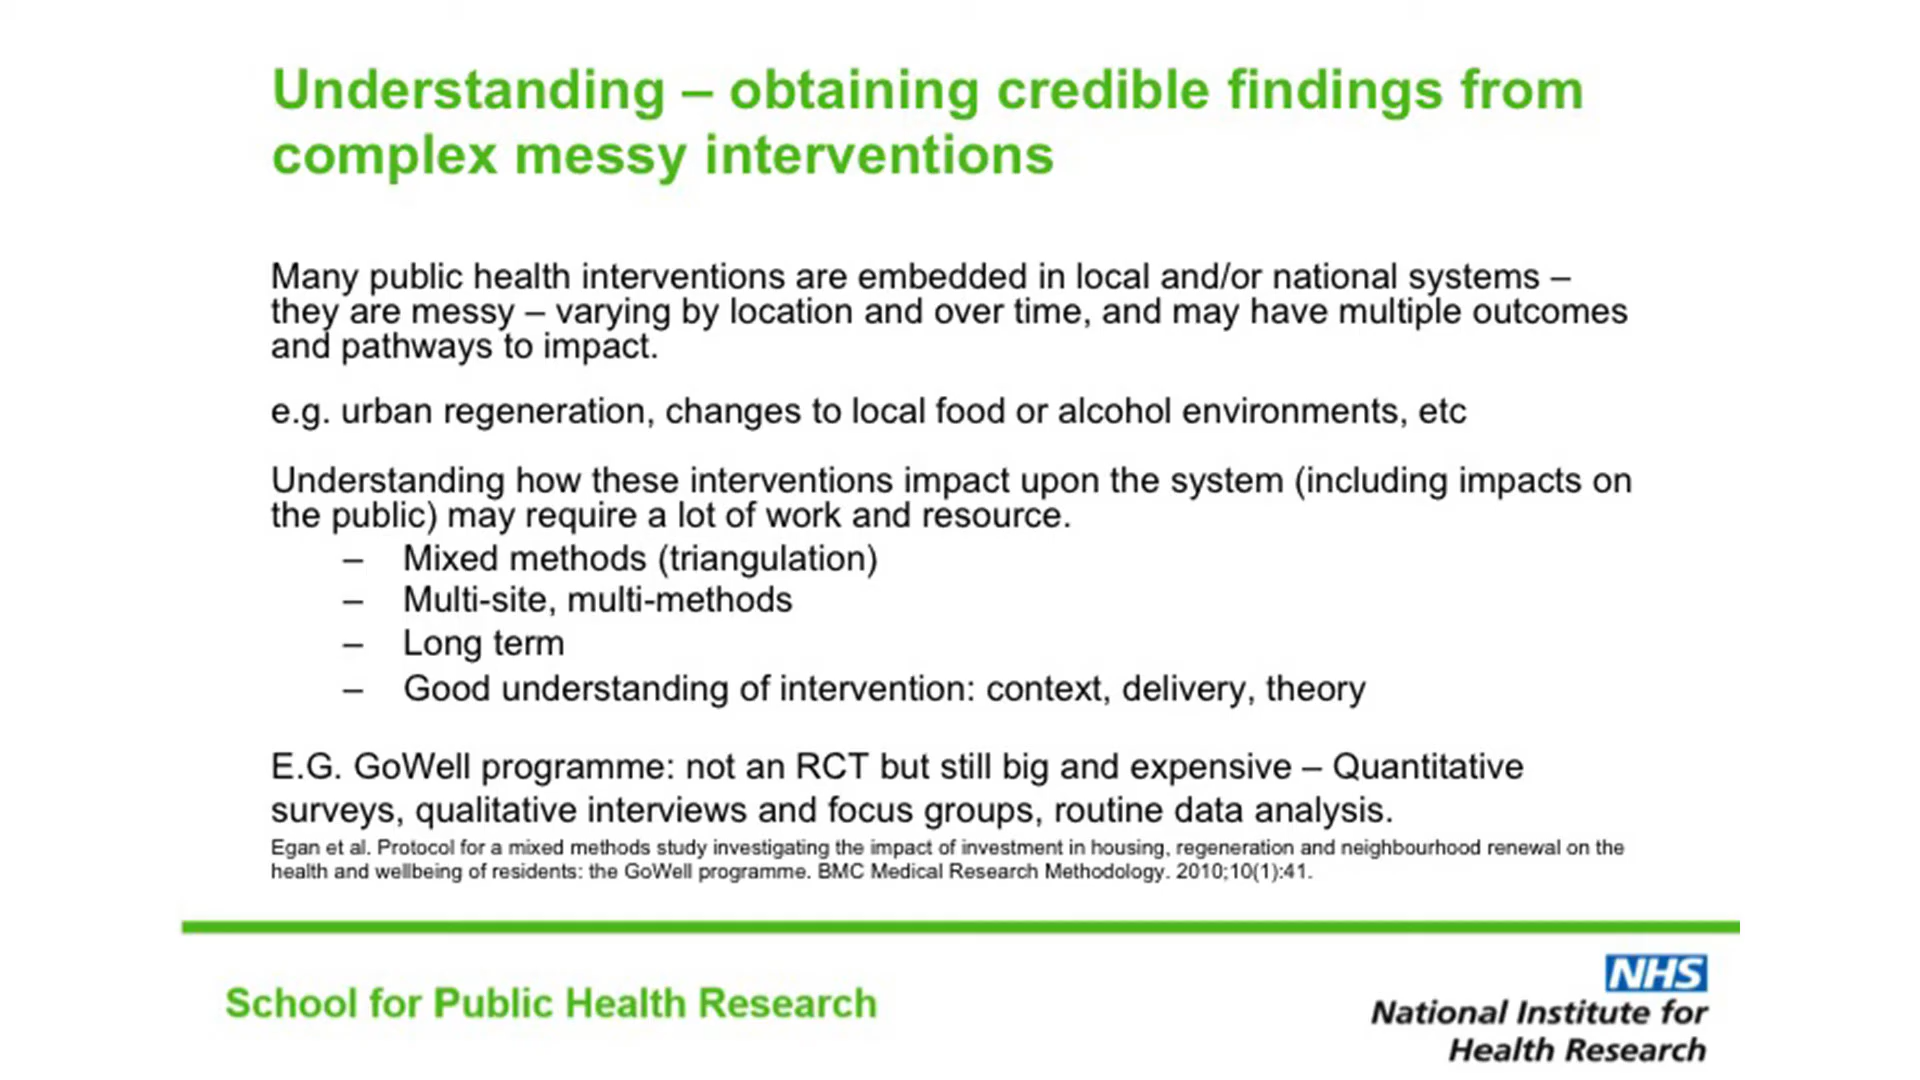 Understanding – obtaining credible findings from
complex messy interventions
Many public health interventions are embedded in local and/or national systems –
they are messy – varying by location and over time, and may have multiple outcomes
and pathways to impact.
e.g. urban regeneration, changes to local food or alcohol environments, etc
Understanding how these interventions impact upon the system (including impacts on
the public) may require a lot of work and resource.
– Mixed methods (triangulation)
– Multi-site, multi-methods
– Long term
– Good understanding of intervention: context, delivery, theory
E.G. GoWell programme: not an RCT but still big and expensive – Quantitative
surveys, qualitative interviews and focus groups, routine data analysis.
Egan et al. Protocol for a mixed methods study investigating the impact of investment in housing, regeneration and neighbourhood renewal on the
health and wellbeing of residents: the GoWell programme. BMC Medical Research Methodology. 2010;10(1):41.
School for Public Health Research
NHS
National Institute for
Health Research